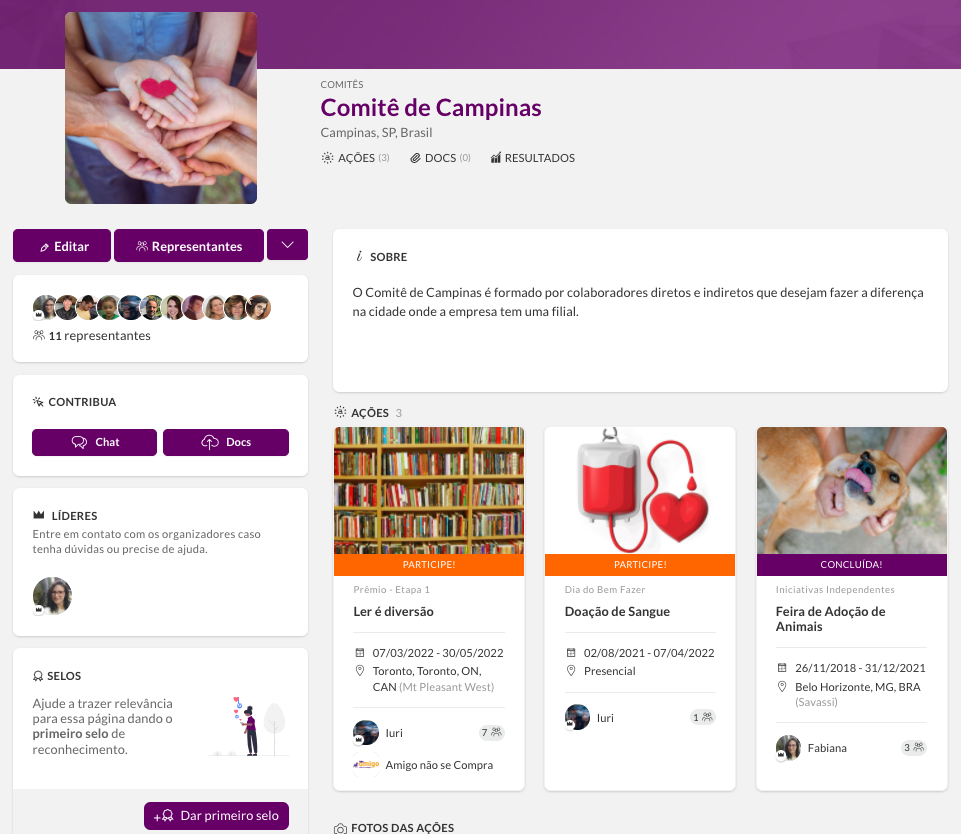 COMITÊS
Comitê de Campinas
Campinas, SP, Brasil
AÇÕES (3)
DOCS (0)
RESULTADOS
Editar
Representantes
11 representantes
CONTRIBUA
Chat
Docs
LÍDERES
Entre em contato com os organizadores caso
tenha dúvidas ou precise de ajuda.
SELOS
Ajude a trazer relevância
para essa página dando o
primeiro selo de
reconhecimento.
Dar primeiro selo
SOBRE
O Comitê de Campinas é formado por colaboradores diretos e indiretos que desejam fazer a diferença
na cidade onde a empresa tem uma filial.
AÇÕES 3
PARTICIPE!
Prêmio - Etapa 1
Ler é diversão
07/03/2022 - 30/05/2022
Toronto, Toronto, ON,
CAN (Mt Pleasant West)
Iuri
7
amigo
Amigo não se Compra
PARTICIPE!
Dia do Bem Fazer
Doação de Sangue
02/08/2021 - 07/04/2022
Presencial
Iuri
1
CONCLUÍDA!
Iniciativas Independentes
Feira de Adoção de
Animais
26/11/2018 - 31/12/2021
Belo Horizonte, MG, BRA
(Savassi)
Fabiana
3
FOTOS DAS AÇÕES